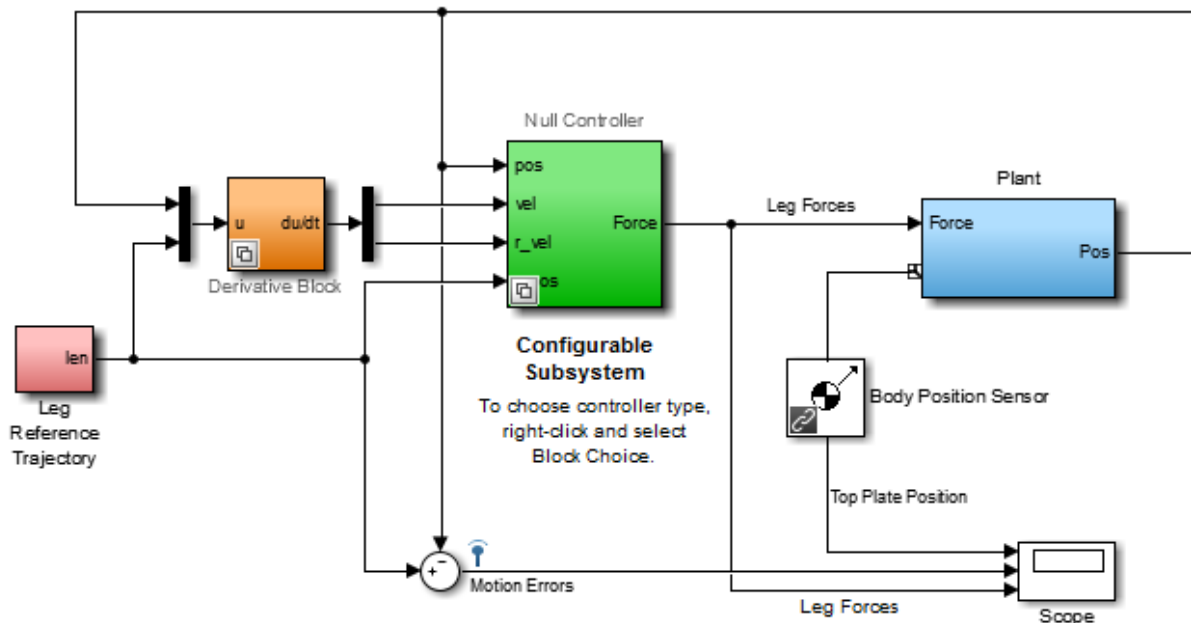 Null Controller
pos
vel
r_vel
os
Force
u
du/dt
Derivative Block
len
Leg
Reference
Trajectory
Configurable
Subsystem
To choose controller type,
right-click and select
Block Choice.
Leg Forces
Plant
Force
Pos
Body Position Sensor
Top Plate Position
+
-
Motion Errors
Leg Forces
Scope